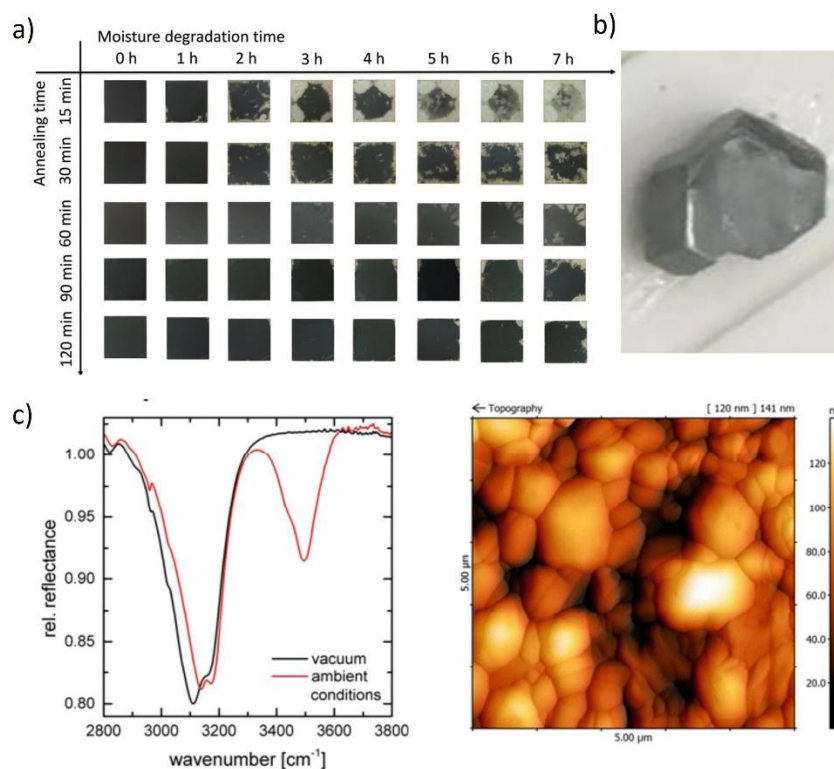 a)
Moisture degradation time
0 h 1 h 2 h 3 h 4 h 5 h 6 h 7 h
Annealing time
15 min
30 min
60 min
90 min
120 min
b)
c)
rel. reflectance
1.00
0.95
0.90
0.85
0.80
vacuum
ambient
conditions
2800 3000 3200 3400 3600 3800
wavenumber [cm⁻¹]
Topography [ 120 nm ] 141 nm
5.00 µm
5.00 µm
120
100
80.0
60.0
40.0
20.0